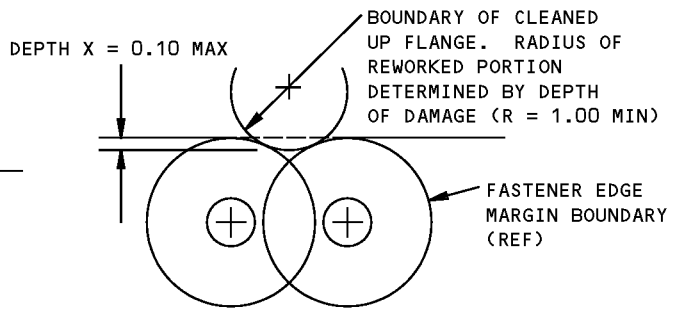 DEPTH X = 0.10 MAX
BOUNDARY OF CLEANED
UP FLANGE. RADIUS OF
REWORKED PORTION
DETERMINED BY DEPTH
OF DAMAGE (R = 1.00 MIN)
FASTENER EDGE
MARGIN BOUNDARY
(REF)